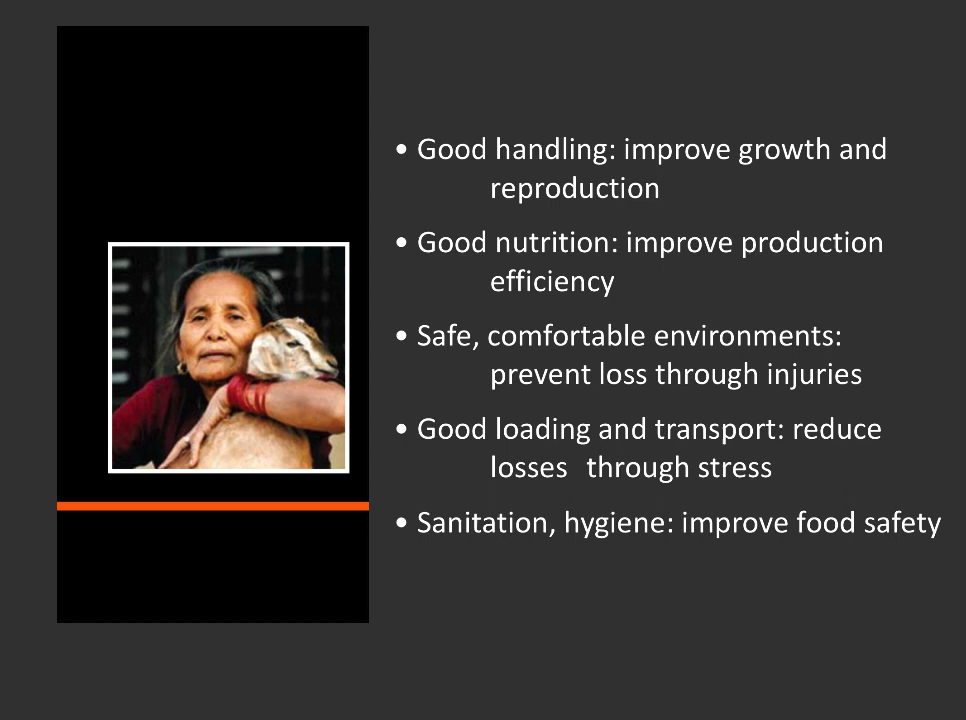 • Good handling: improve growth and
reproduction
• Good nutrition: improve production
efficiency
• Safe, comfortable environments:
prevent loss through injuries
• Good loading and transport: reduce
losses through stress
• Sanitation, hygiene: improve food safety